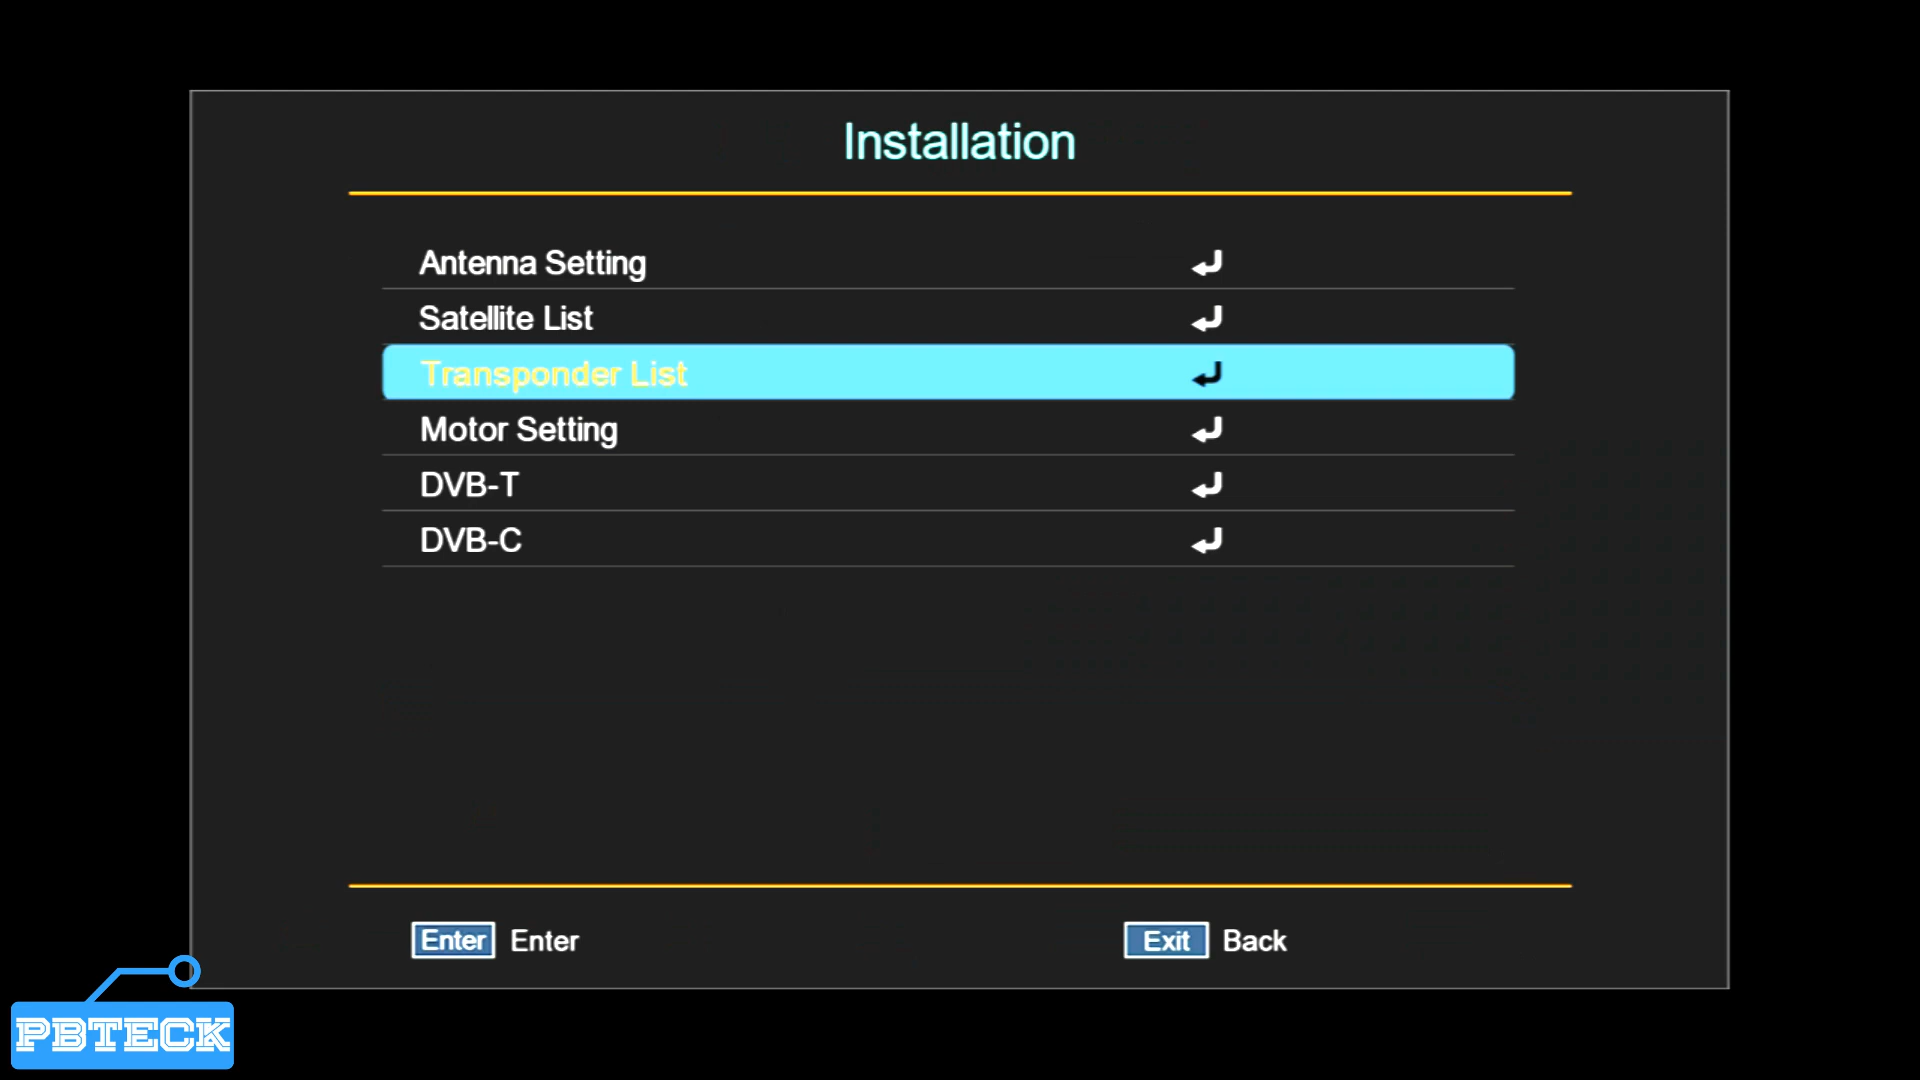 Installation
Antenna Setting
Satellite List
Transponder List
Motor Setting
DVB-T
DVB-C
Enter Enter
Exit Back
PBTECK